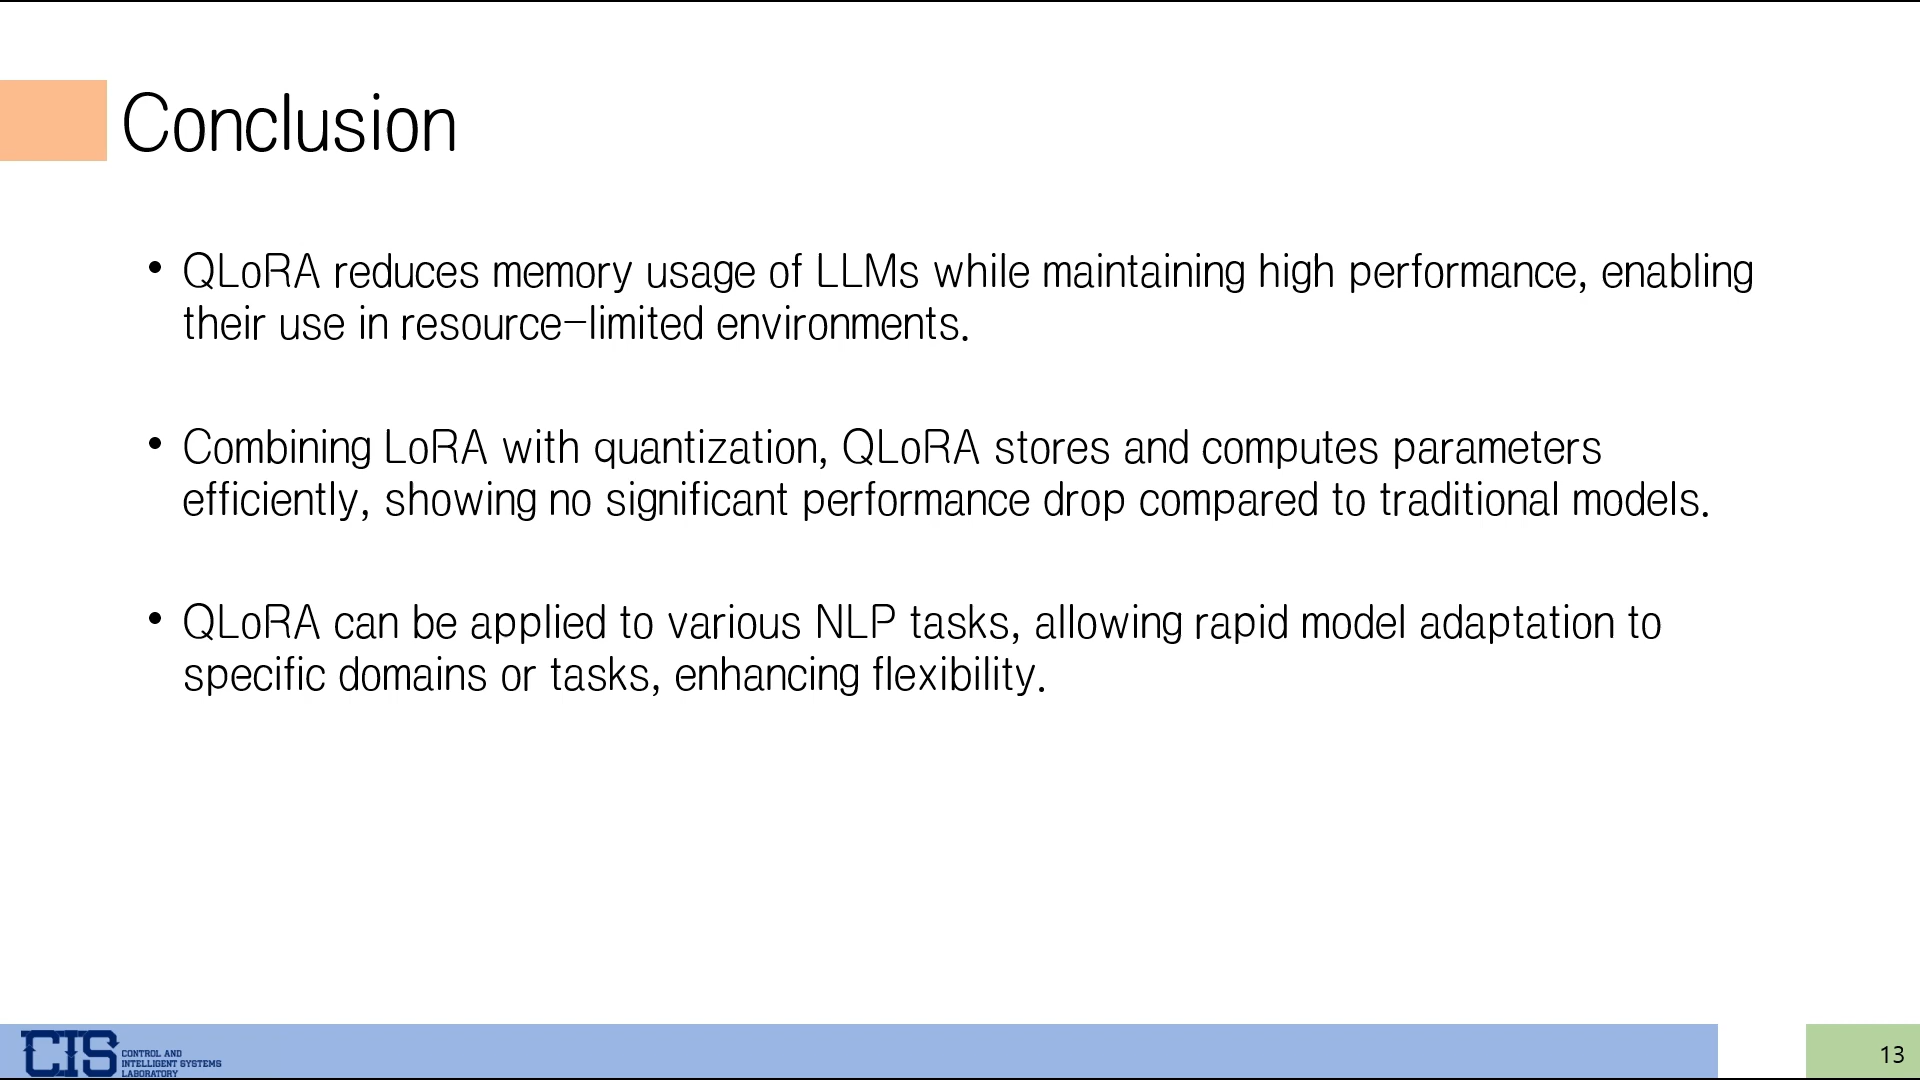 Conclusion
• QLoRA reduces memory usage of LLMs while maintaining high performance, enabling
their use in resource-limited environments.
• Combining LoRA with quantization, QLoRA stores and computes parameters
efficiently, showing no significant performance drop compared to traditional models.
• QLoRA can be applied to various NLP tasks, allowing rapid model adaptation to
specific domains or tasks, enhancing flexibility.
CIS
CONTROL AND
INTELLIGENT SYSTEMS
LABORATORY
13